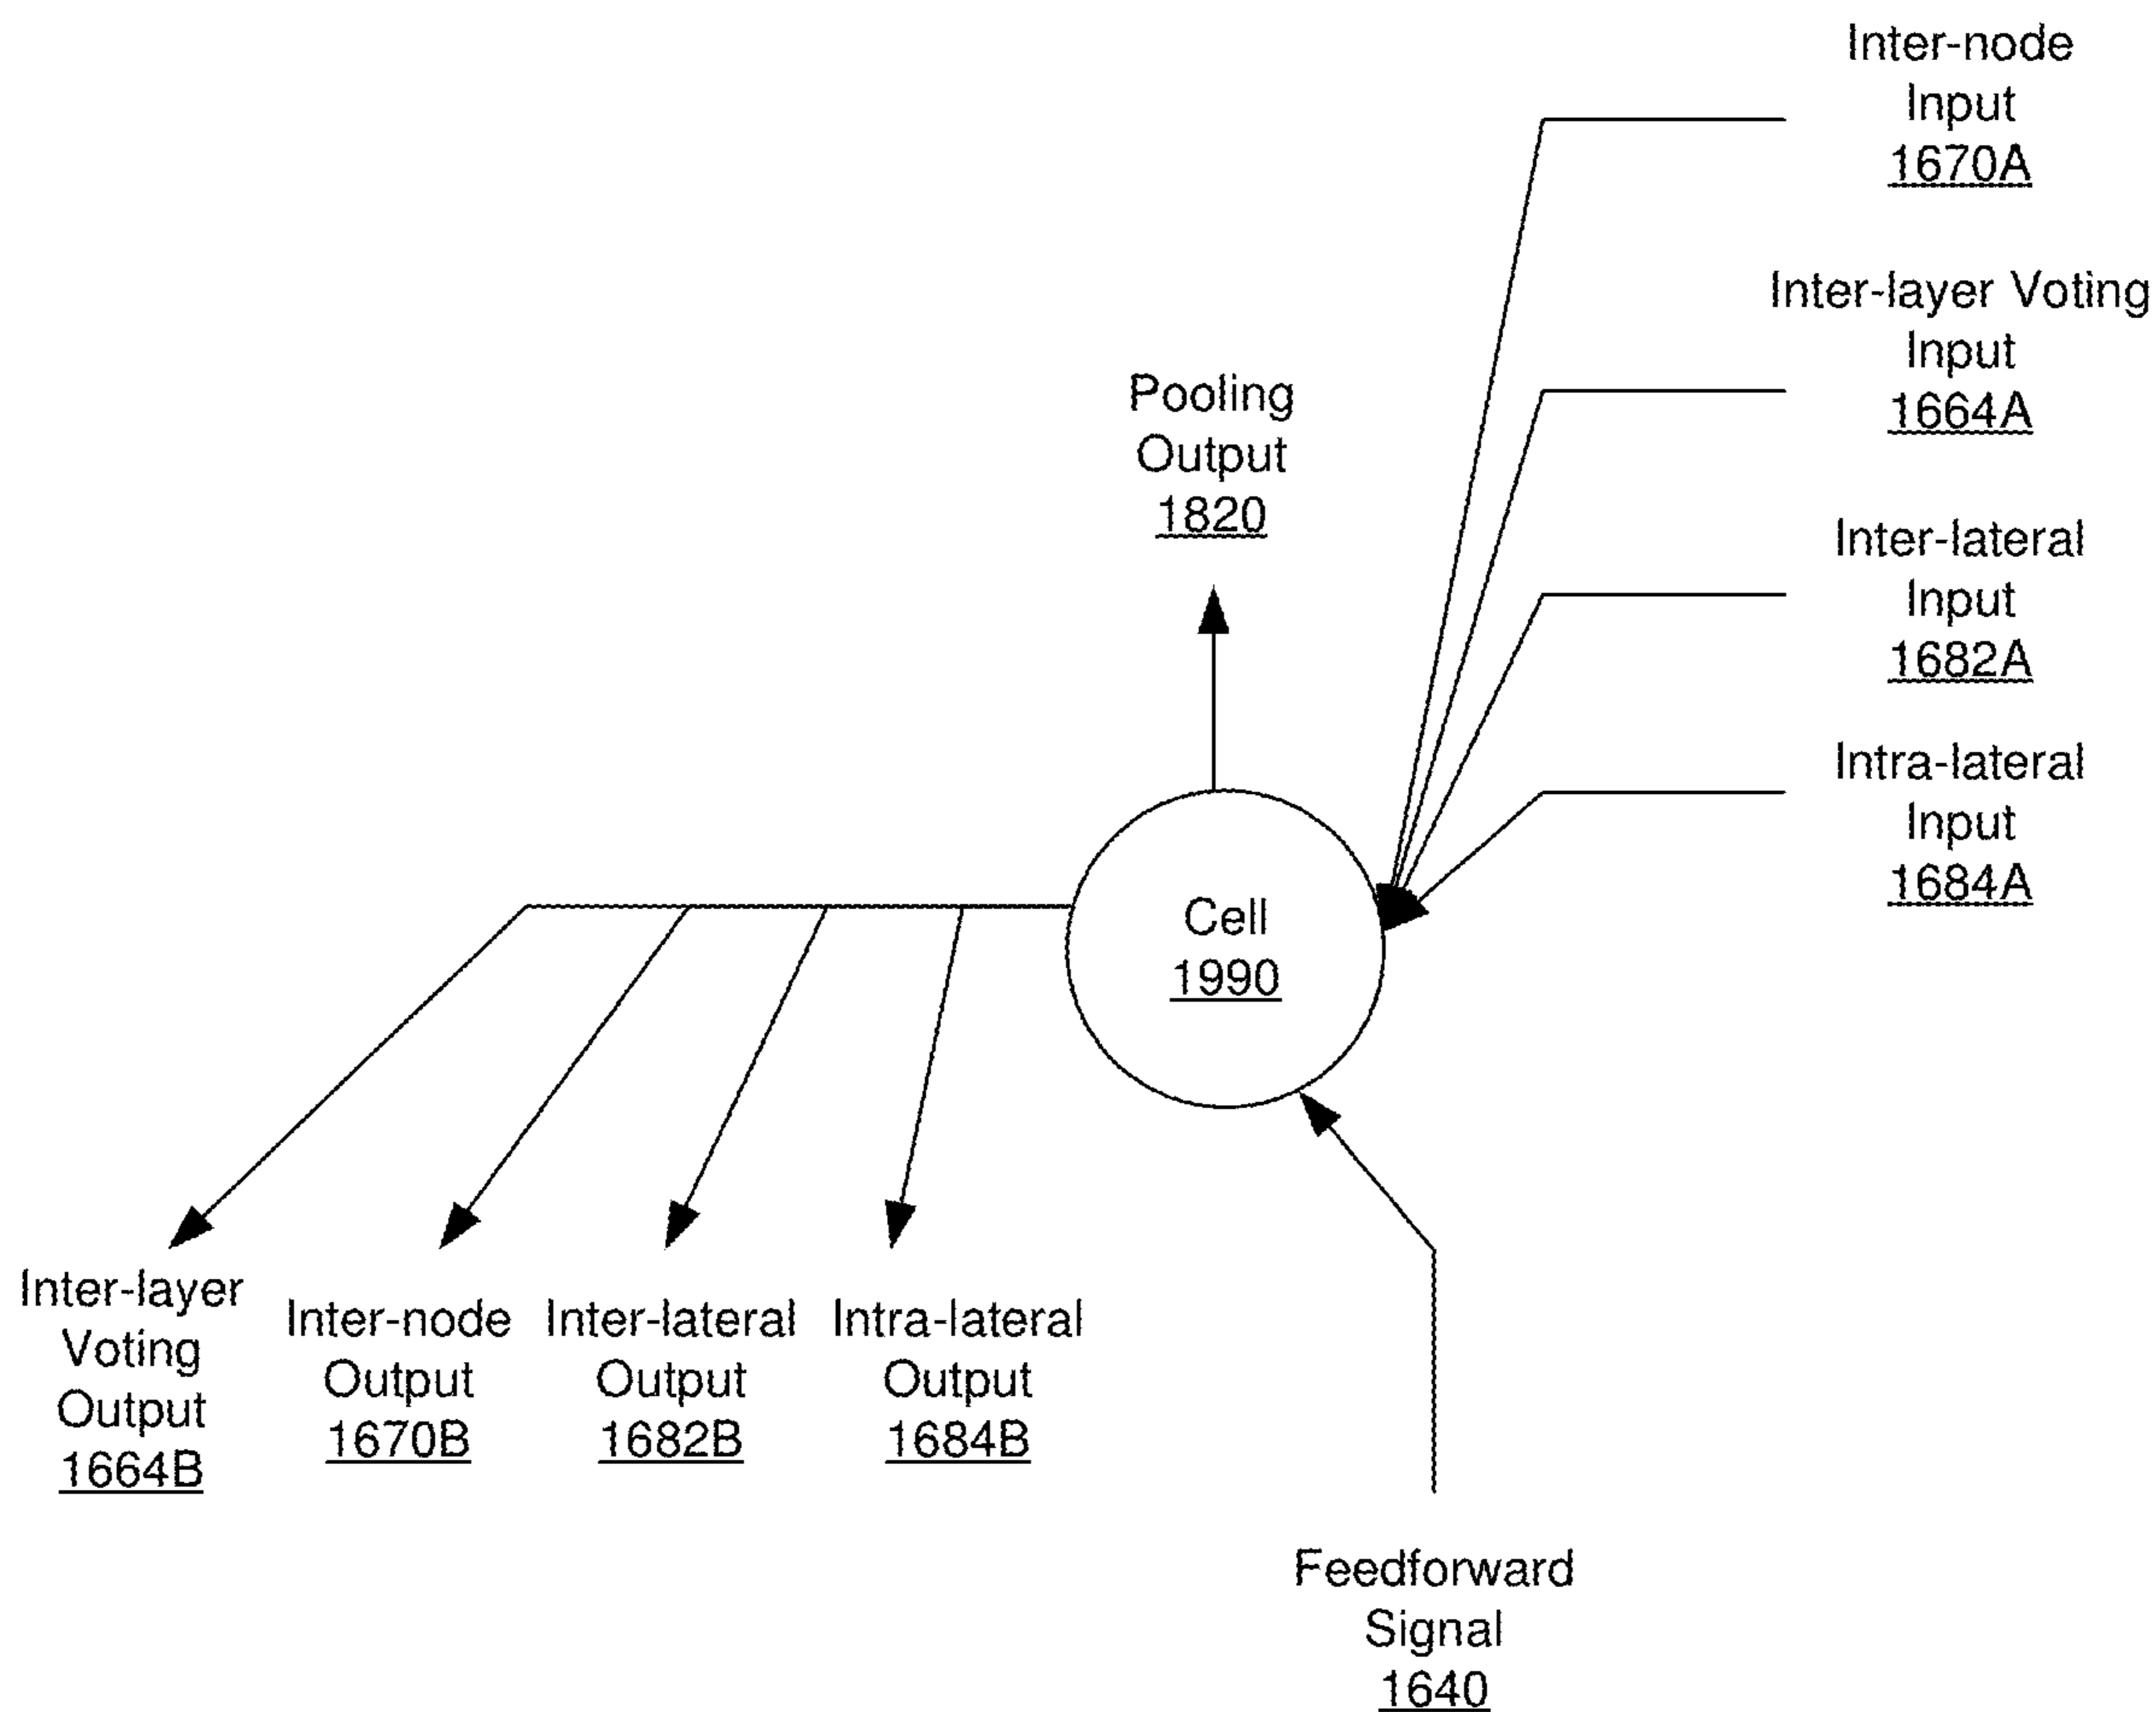 Inter-node
Input
1670A
Inter-layer Voting
Input
1664A
Pooling
Output
1820
Inter-lateral
Input
1682A
Intra-lateral
Input
1684A
Cell
1990
Inter-layer
Voting
Output
1664B
Inter-node
Output
1670B
Inter-lateral
Output
1682B
Intra-lateral
Output
1684B
Feedforward
Signal
1640